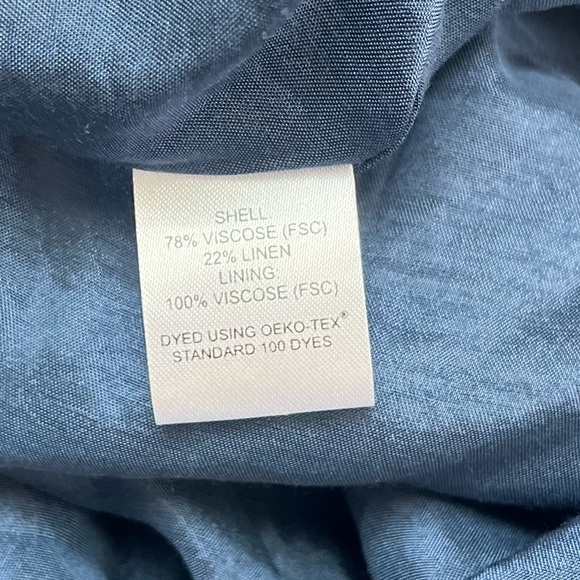 SHELL:
78% VISCOSE (FSC)
22% LINEN
LINING:
100% VISCOSE (FSC)
DYED USING OEKO-TEX®
STANDARD 100 DYES